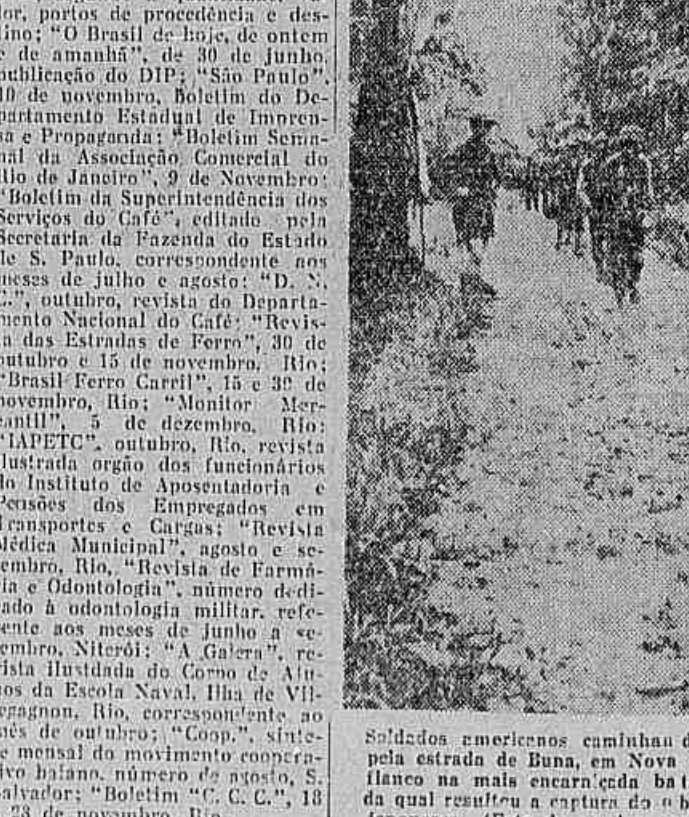 lor, portos de procedência e des-
lino; "O Brasil de hoje, de ontem
e de amanhã", de 30 de junho,
publicação do DIP; "São Paulo",
10 de novembro, Boletim do De-
partamento Estadual de Impren-
sa e Propaganda; "Boletim Sema-
nal da Associação Comercial do
Rio de Janeiro", 9 de Novembro;
"Boletim da Superintendência dos
Serviços do Café", editado pela
Secretaria da Fazenda do Estado
de S. Paulo, correspondente aos
meses de julho e agosto; "D. N.
C.", outubro, revista do Departa-
mento Nacional do Café; "Revis-
ta das Estradas de Ferro", 30 de
outubro e 15 de novembro, Rio;
"Brasil Ferro Carril", 15 e 30 de
novembro, Rio; "Monitor Mer-
cantil", 5 de dezembro, Rio;
"IAPETC", outubro, Rio, revista
ilustrada orgão dos funcionários
do Instituto de Aposentadoria e
Pensões dos Empregados em
Transportes e Cargas; "Revista
Médica Municipal", agosto e se-
tembro, Rio, "Revista de Farmá-
cia e Odontologia", número dedi-
cado à odontologia militar, refe-
rente aos meses de junho a se-
tembro, Niterói; "A Galera", re-
vista ilustdada do Corpo de Alu-
nos da Escola Naval, Ilha de Vil-
legagnon, Rio, correspondente ao
mês de outubro; "Coop.", sínte-
se mensal do movimento coopera-
tivo baiano, número de agosto, S.
Salvador; "Boletim "C. C. C.", 18
23 de novembro, Rio
Soldados americanos caminhan
pela estrada de Buna, em Nova
flanco na mais encarniçada
da qual resultou a captura do